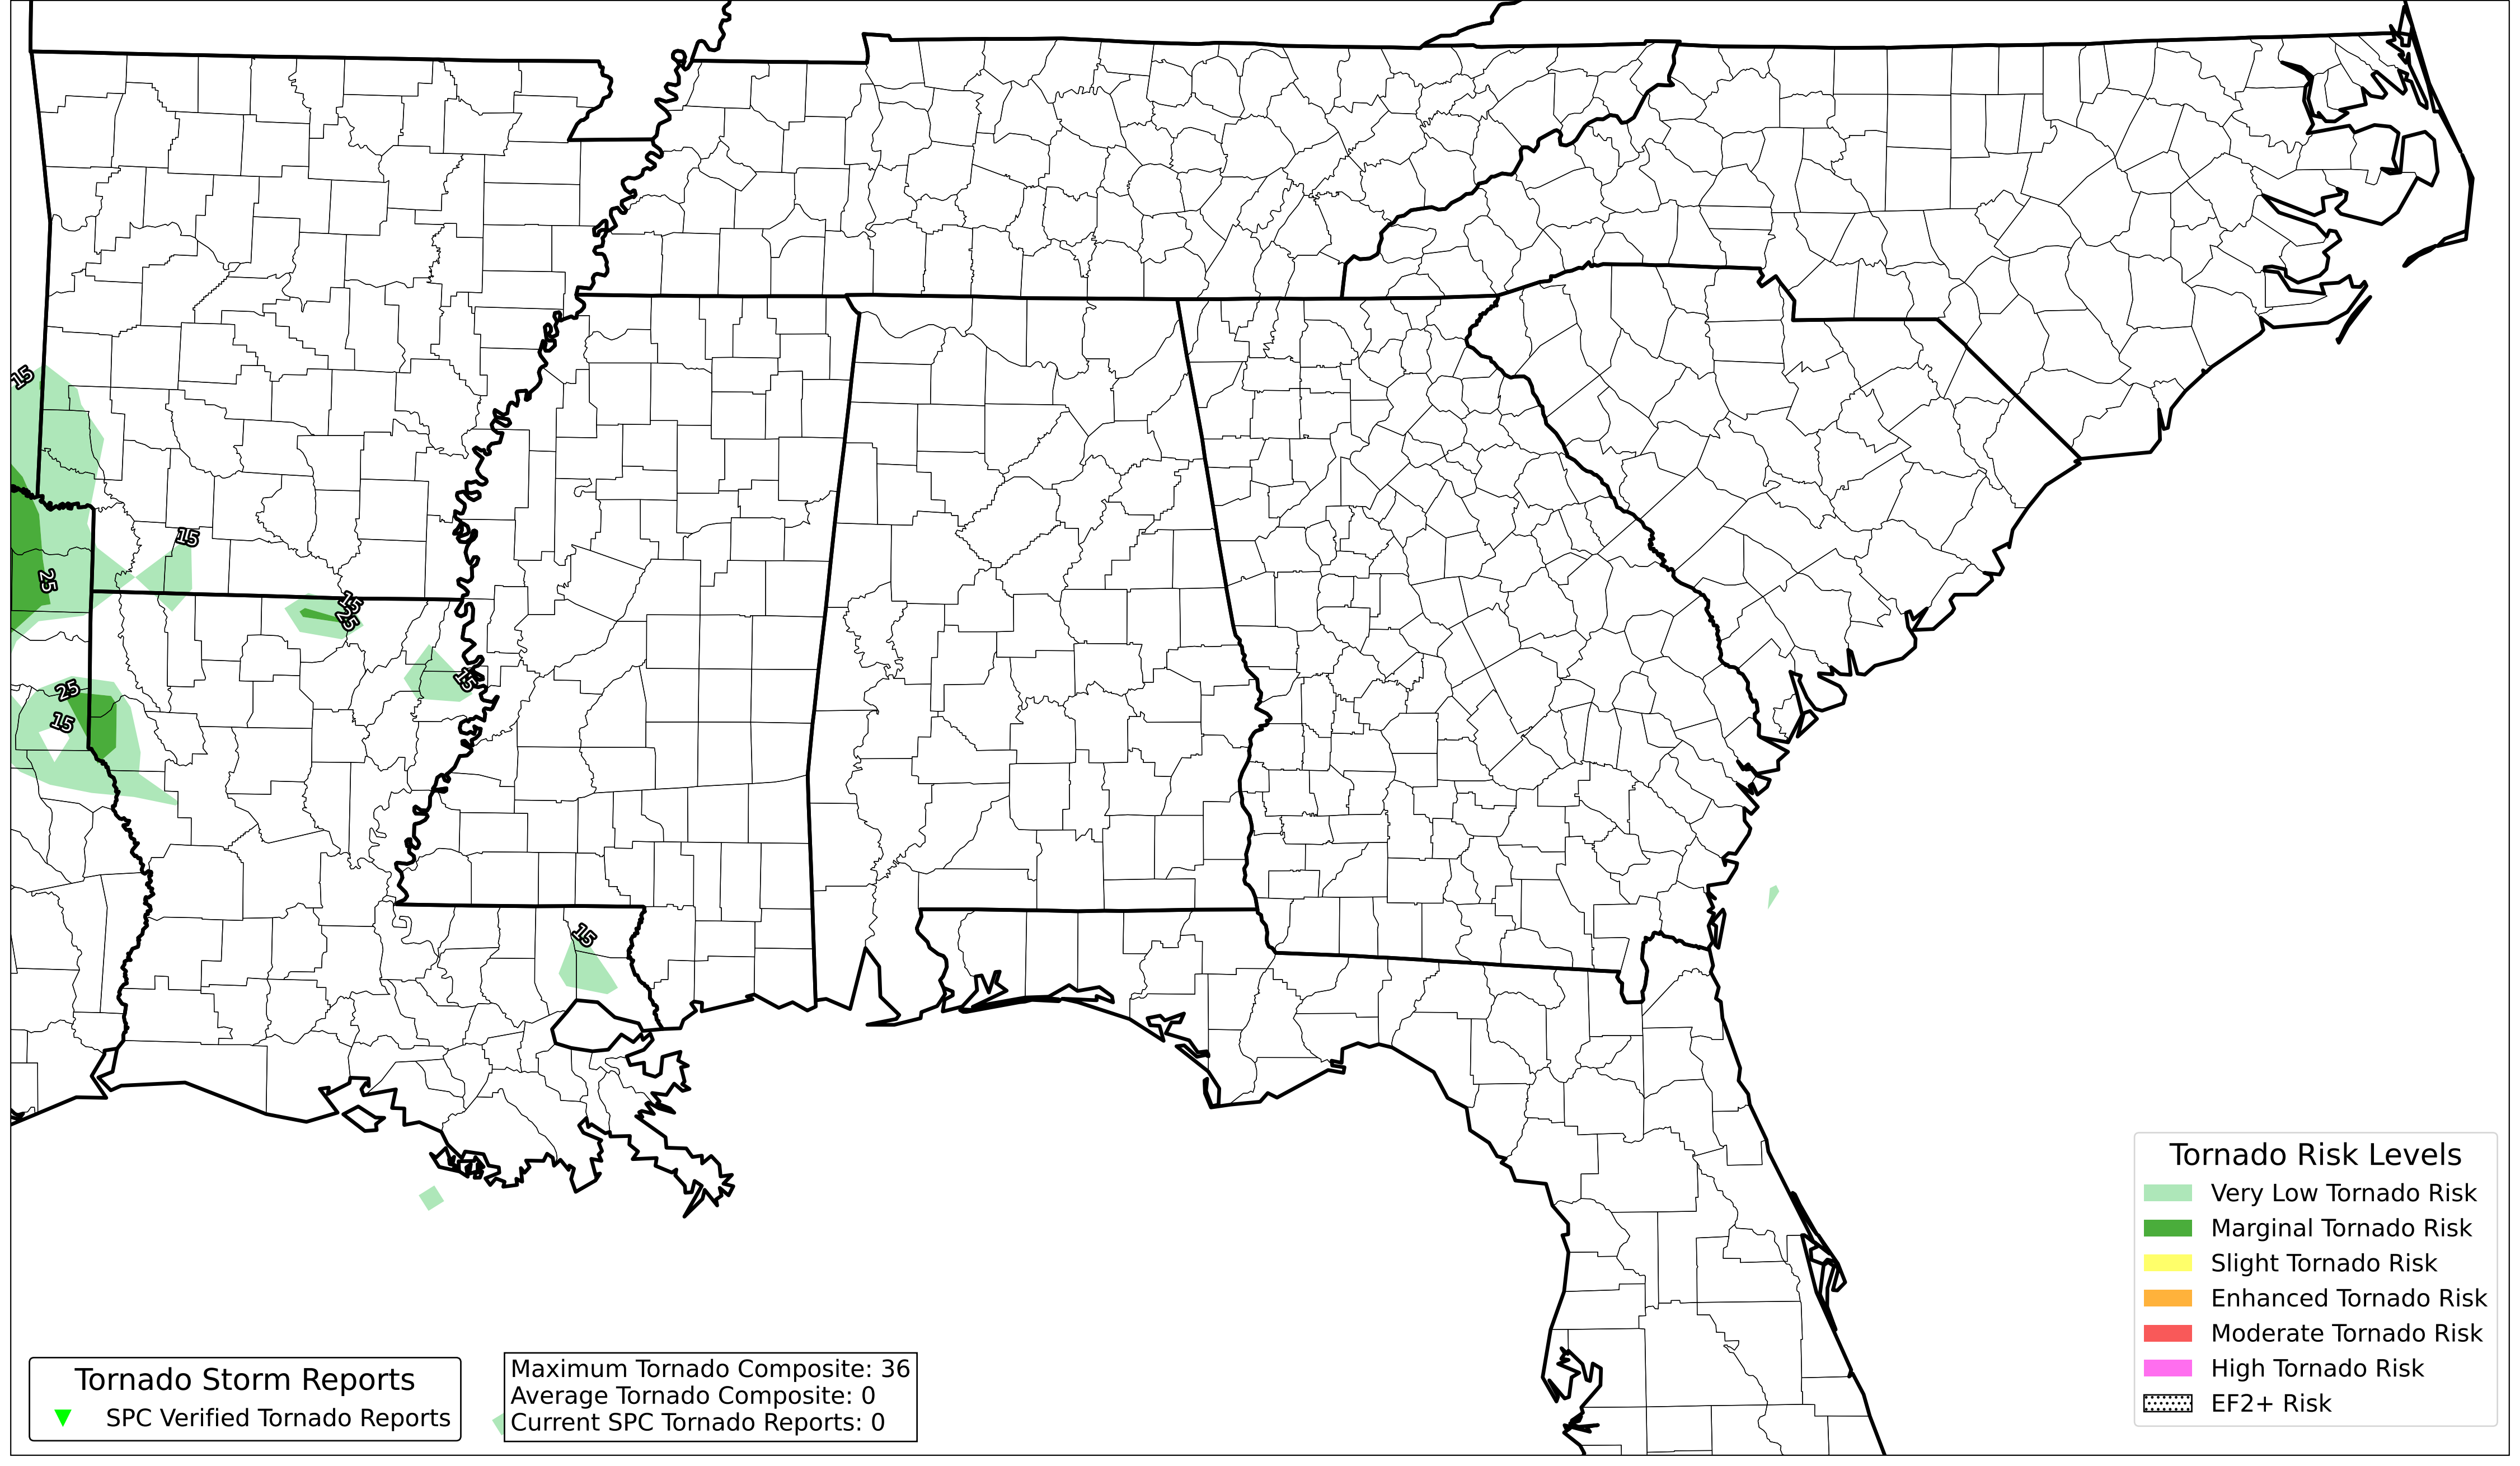 15
15
25
15
25
15
25
15
15
15
Tornado Risk Levels
Very Low Tornado Risk
Marginal Tornado Risk
Slight Tornado Risk
Enhanced Tornado Risk
Moderate Tornado Risk
High Tornado Risk
EF2+ Risk
Tornado Storm Reports
SPC Verified Tornado Reports
Maximum Tornado Composite: 36
Average Tornado Composite: 0
Current SPC Tornado Reports: 0